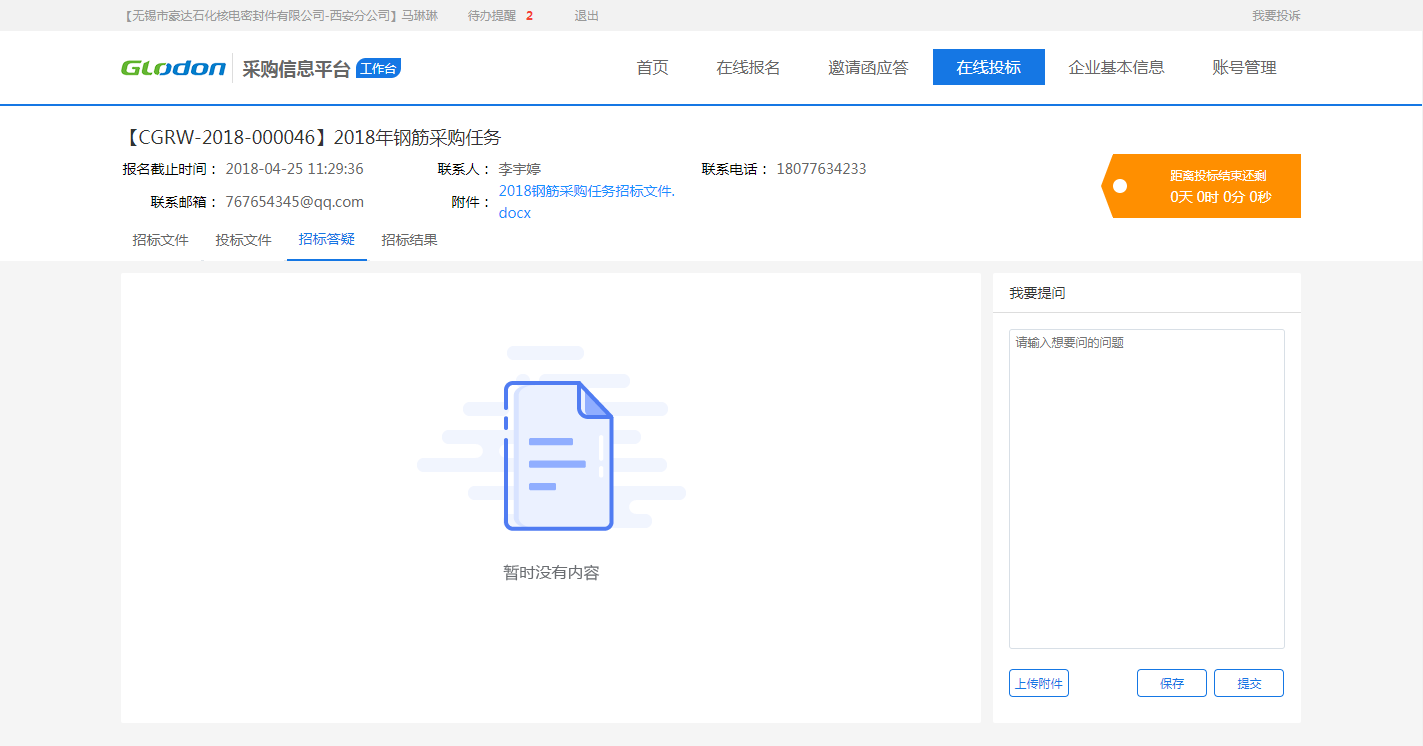 【无锡市豪达石化核电密封件有限公司-西安分公司】马琳琳 待办提醒 2 退出 我要投诉
GLodon 采购信息平台 工作台 首页 在线报名 邀请函应答 在线投标 企业基本信息 账号管理
【CGRW-2018-000046】2018年钢筋采购任务
报名截止时间： 2018-04-25 11:29:36 联系人： 李宇婷 联系电话： 18077634233
联系邮箱： 767654345@qq.com 附件： 2018钢筋采购任务招标文件.
docx
距离投标结束还剩
0天 0时 0分 0秒
招标文件 投标文件 招标答疑 招标结果
我要提问
请输入想要问的问题
暂时没有内容
上传附件 保存 提交